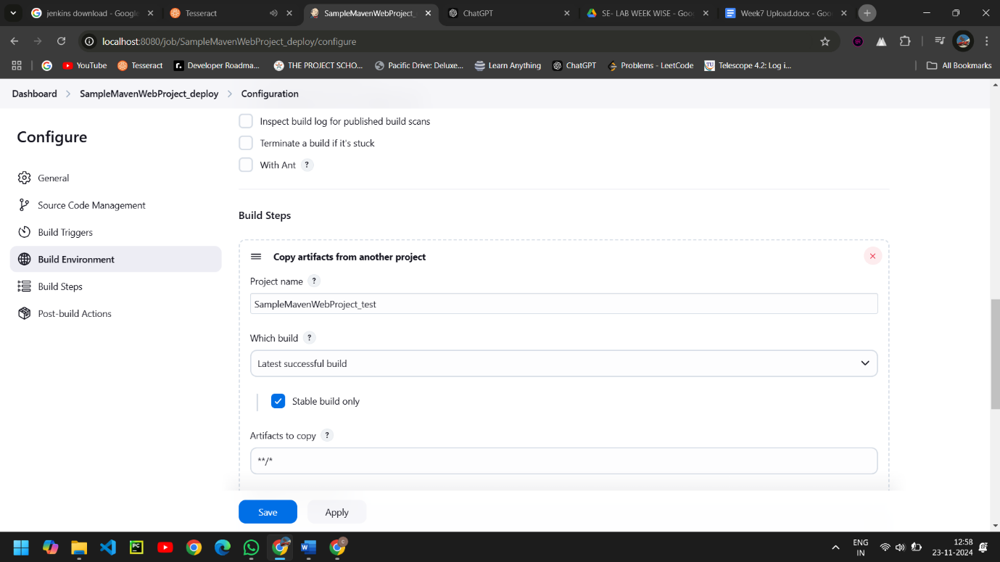 jenkins download - Google
Tesseract
SampleMavenWebProject_
ChatGPT
SE- LAB WEEK WISE - Goo
Week7 Upload.docx - Goo
localhost:8080/job/SampleMavenWebProject_deploy/configure
YouTube
Tesseract
Developer Roadma...
THE PROJECT SCHO...
Pacific Drive: Deluxe...
Learn Anything
ChatGPT
Problems - LeetCode
Telescope 4.2: Log i...
All Bookmarks
Dashboard
SampleMavenWebProject_deploy
Configuration
Configure
General
Source Code Management
Build Triggers
Build Environment
Build Steps
Post-build Actions
Inspect build log for published build scans
Terminate a build if it's stuck
With Ant ?
Build Steps
Copy artifacts from another project
Project name ?
SampleMavenWebProject_test
Which build ?
Latest successful build
Stable build only
Artifacts to copy ?
**/*
Save
Apply
ENG
IN
12:58
23-11-2024